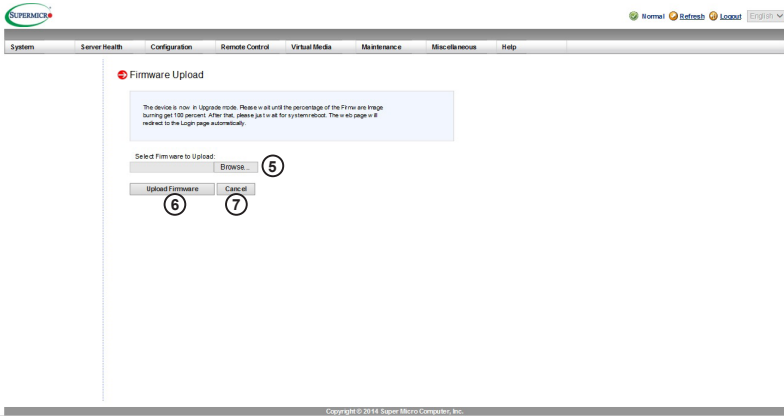 SUPERMICRO
Normal Refresh Logout English
System Server Health Configuration Remote Control Virtual Media Maintenance Miscellaneous Help
Firmware Upload
The device is now in Upgrade mode. Please wait until the percentage of the Firmware Image
burning get 100 percent. After that, please just wait for system reboot. The web page will
redirect to the Login page automatically.
Select Firmware to Upload:
Browse... 5
Upload Firmware Cancel
6 7
Copyright © 2014 Super Micro Computer, Inc.